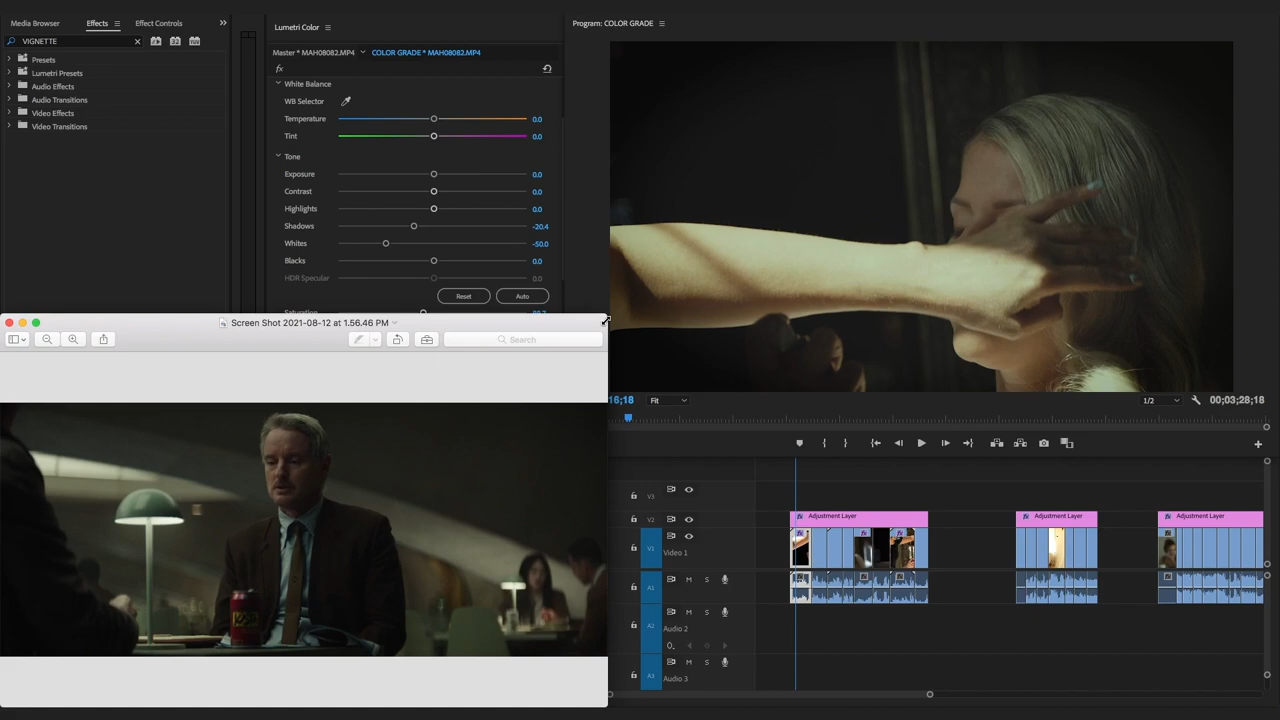 Media Browser
Effects
Effect Controls
VIGNETTE
Presets
Lumetri Presets
Audio Effects
Audio Transitions
Video Effects
Video Transitions
Lumetri Color
Master * MAH08082.MP4
COLOR GRADE * MAH08082.MP4
fx
White Balance
WB Selector
Temperature 0.0
Tint 0.0
Tone
Exposure 0.0
Contrast 0.0
Highlights 0.0
Shadows -20.4
Whites -50.0
Blacks 0.0
HDR Specular 0.0
Reset
Auto
Program: COLOR GRADE
16;18
Fit
1/2
00;03;28;18
Screen Shot 2021-08-12 at 1.56.46 PM
Search
V3
V2
V1
Video 1
A1
M S
A2
M S
Audio 2
A3
M S
Audio 3
fx Adjustment Layer
fx Adjustment Layer
fx Adjustment Layer